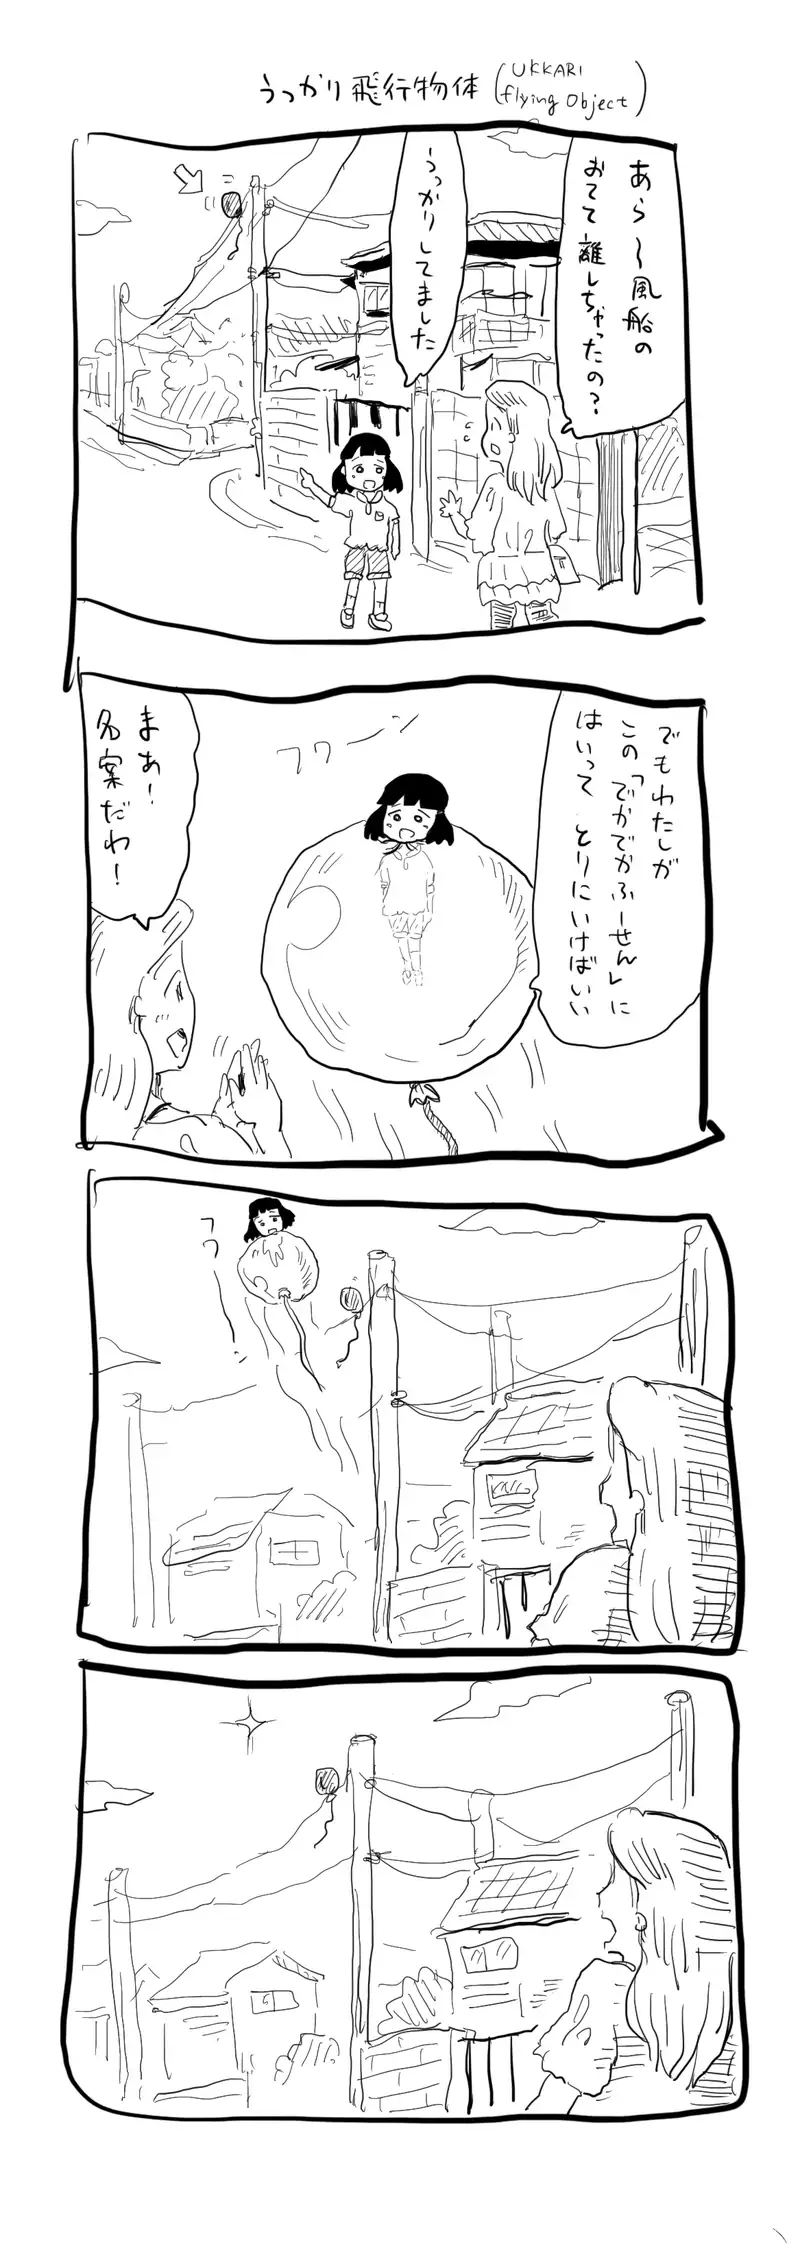 うっかり飛行物体 (UKKARI
flying Object)
あら〜風船の
おてて離しちゃったの?
うっかりしてました
でもわたしが
この「でかでかふーせん」に
はいって とりにいけばいい
フワーン
まぁ!
名案だわ!
フワ